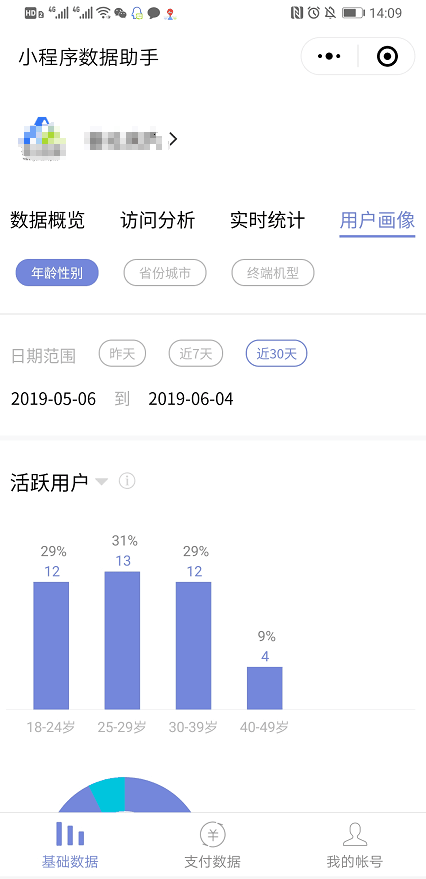 HD 2 4G 4G 14:09
小程序数据助手
数据概览 访问分析 实时统计 用户画像
年龄性别 省份城市 终端机型
日期范围 昨天 近7天 近30天
2019-05-06 到 2019-06-04
活跃用户
29% 31% 29% 9%
12 13 12 4
18-24岁 25-29岁 30-39岁 40-49岁
基础数据 支付数据 我的帐号